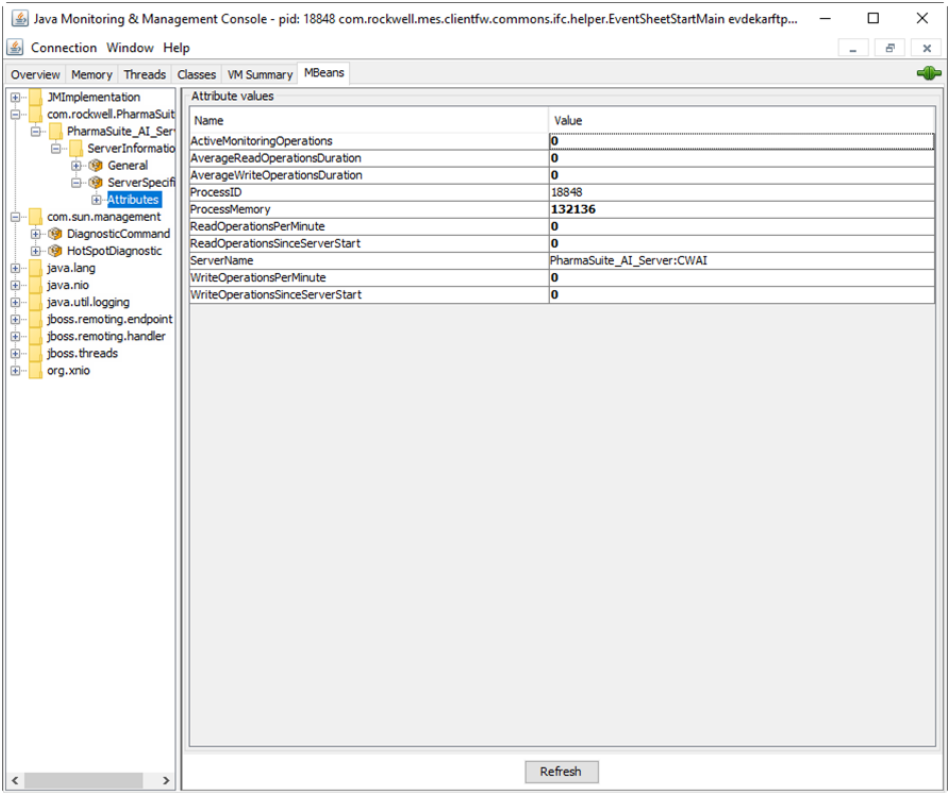 Java Monitoring & Management Console - pid: 18848 com.rockwell.mes.clientfw.commons.ifc.helper.EventSheetStartMain evdekarftp...
Connection Window Help
Overview Memory Threads Classes VM Summary MBeans
JMImplementation
com.rockwell.PharmaSuit
PharmaSuite_AI_Ser
ServerInformatio
General
ServerSpecifi
Attributes
com.sun.management
DiagnosticCommand
HotSpotDiagnostic
java.lang
java.nio
java.util.logging
jboss.remoting.endpoint
jboss.remoting.handler
jboss.threads
org.xnio
Attribute values
Name Value
ActiveMonitoringOperations 0
AverageReadOperationsDuration 0
AverageWriteOperationsDuration 0
ProcessID 18848
ProcessMemory 132136
ReadOperationsPerMinute 0
ReadOperationsSinceServerStart 0
ServerName PharmaSuite_AI_Server:CWAI
WriteOperationsPerMinute 0
WriteOperationsSinceServerStart 0
Refresh